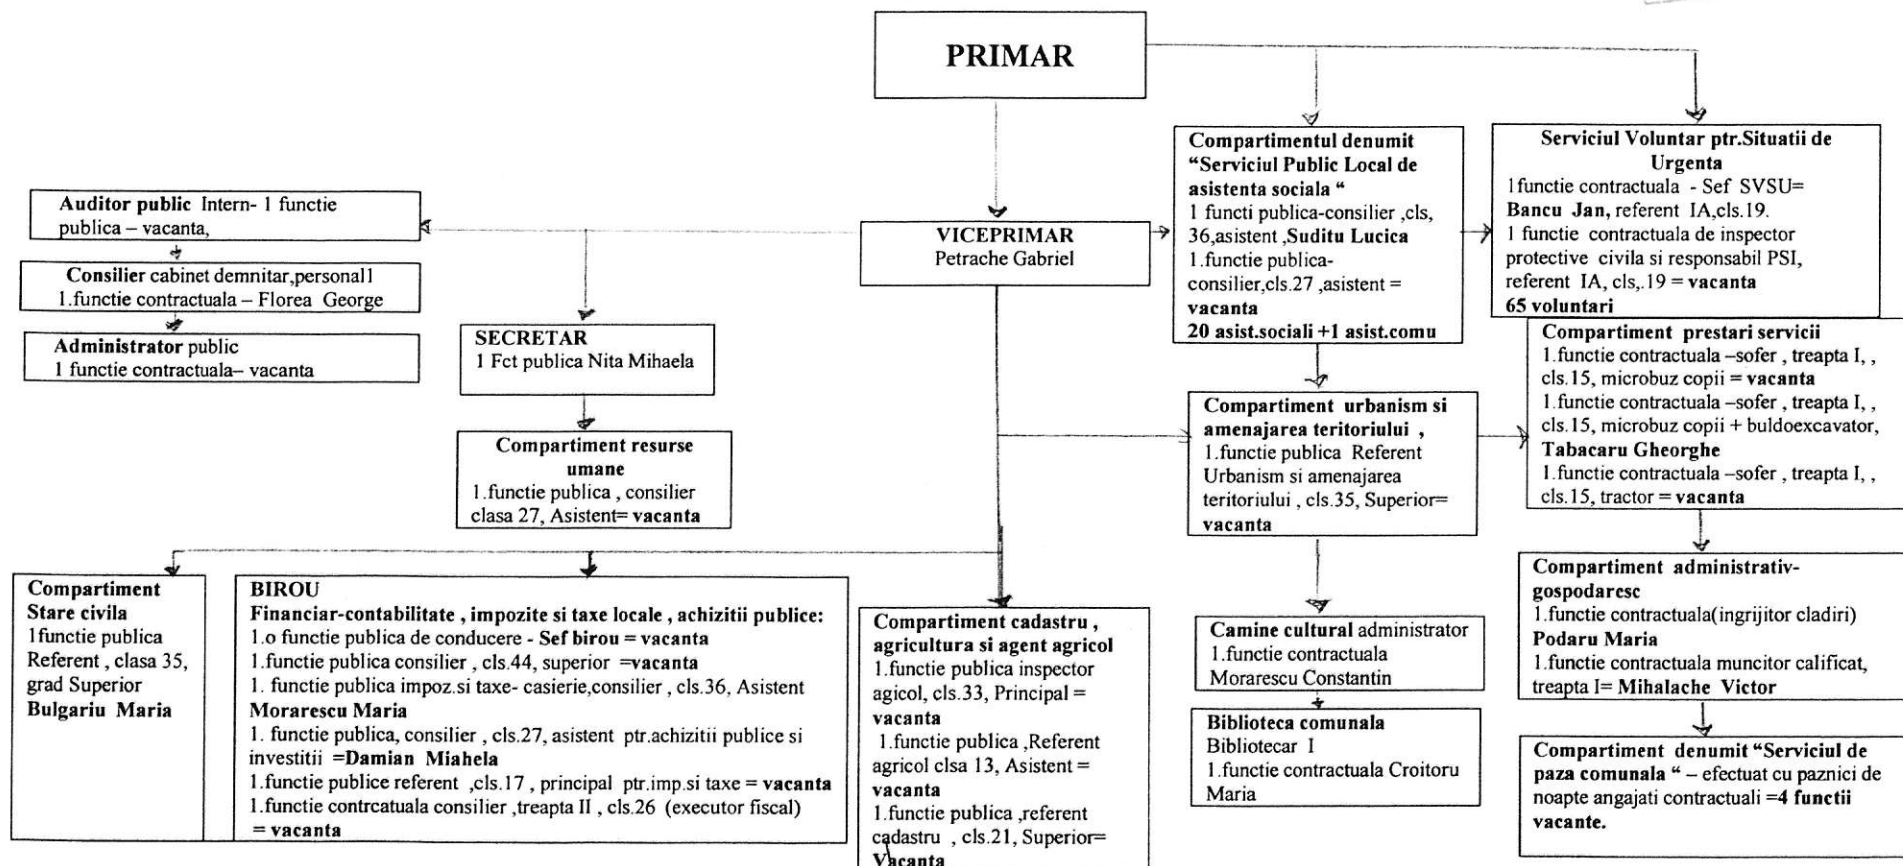 PRIMAR
Compartimentul denumit
“Serviciul Public Local de
asistenta sociala “
1 functi publica-consilier ,cls,
36,asistent ,Suditu Lucica
1.functie publica-
consilier,cls.27 ,asistent =
vacanta
20 asist.sociali +1 asist.comu
Serviciul Voluntar ptr.Situatii de
Urgenta
1functie contractuala - Sef SVSU=
Bancu Jan, referent IA,cls.19.
1 functie contractuala de inspector
protective civila si responsabil PSI,
referent IA, cls,.19 = vacanta
65 voluntari
Auditor public Intern- 1 functie
publica – vacanta,
VICEPRIMAR
Petrache Gabriel
Consilier cabinet demnitar,personal1
1.functie contractuala – Florea George
Administrator public
1 functie contractuala– vacanta
SECRETAR
1 Fct publica Nita Mihaela
Compartiment prestari servicii
1.functie contractuala –sofer , treapta I, ,
cls.15, microbuz copii = vacanta
1.functie contractuala –sofer , treapta I, ,
cls.15, microbuz copii + buldoexcavator,
Tabacaru Gheorghe
1.functie contractuala –sofer , treapta I, ,
cls.15, tractor = vacanta
Compartiment urbanism si
amenajarea teritoriului ,
1.functie publica Referent
Urbanism si amenajarea
teritoriului , cls.35, Superior=
vacanta
Compartiment resurse
umane
1.functie publica , consilier
clasa 27, Asistent= vacanta
Compartiment
Stare civila
1functie publica
Referent , clasa 35,
grad Superior
Bulgariu Maria
BIROU
Financiar-contabilitate , impozite si taxe locale , achizitii publice:
1.o functie publica de conducere - Sef birou = vacanta
1.functie publica consilier , cls.44, superior =vacanta
1. functie publica impoz.si taxe- casierie,consilier , cls.36, Asistent
Morarescu Maria
1. functie publica, consilier , cls.27, asistent ptr.achizitii publice si
investitii =Damian Miahela
1.functie publice referent ,cls.17 , principal ptr.imp.si taxe = vacanta
1.functie contrcatuala consilier ,treapta II , cls.26 (executor fiscal)
= vacanta
Compartiment cadastru ,
agricultura si agent agricol
1.functie publica inspector
agicol, cls.33, Principal =
vacanta
1.functie publica ,Referent
agricol clsa 13, Asistent =
vacanta
1.functie publica ,referent
cadastru , cls.21, Superior=
Vacanta
Camine cultural administrator
1.functie contractuala
Morarescu Constantin
Biblioteca comunala
Bibliotecar I
1.functie contractuala Croitoru
Maria
Compartiment administrativ-
gospodaresc
1.functie contractuala(ingrijitor cladiri)
Podaru Maria
1.functie contractuala muncitor calificat,
treapta I= Mihalache Victor
Compartiment denumit “Serviciul de
paza comunala “ – efectuat cu paznici de
noapte angajati contractuali =4 functii
vacante.